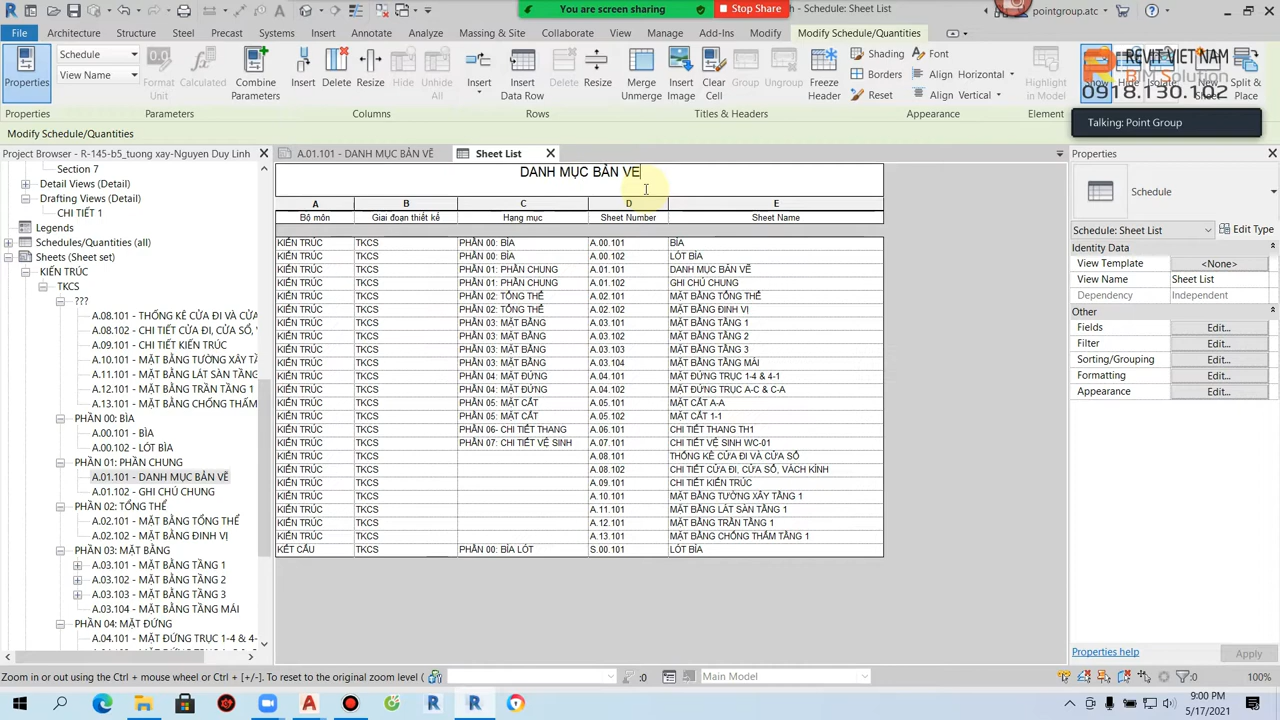 You are screen sharing
Stop Share
- Schedule: Sheet List
pointgroup.atc
File
Architecture
Structure
Steel
Precast
Systems
Insert
Annotate
Analyze
Massing & Site
Collaborate
View
Manage
Add-Ins
Modify
Modify Schedule/Quantities
Properties
Schedule
View Name
Format
Unit
Calculated
Combine
Parameters
Insert
Delete
Resize
Hide
Unhide
All
Insert
Insert
Data Row
Delete
Resize
Merge
Unmerge
Insert
Image
Clear
Cell
Group
Ungroup
Freeze
Header
Shading
Borders
Reset
Font
Align Horizontal
Align Vertical
Highlight
in Model
Show
Split &
Place
REVIT VIET NAM
BIM Solution
0918.130.102
Properties
Parameters
Columns
Rows
Titles & Headers
Appearance
Element
Talking: Point Group
Modify Schedule/Quantities
Project Browser - R-145-b5_tuong xay-Nguyen Duy Linh
Section 7
Detail Views (Detail)
Drafting Views (Detail)
CHI TIẾT 1
Legends
Schedules/Quantities (all)
Sheets (Sheet set)
KIẾN TRÚC
TKCS
???
A.08.101 - THỐNG KÊ CỬA ĐI VÀ CỬA
A.08.102 - CHI TIẾT CỬA ĐI, CỬA SỔ, V
A.09.101 - CHI TIẾT KIẾN TRÚC
A.10.101 - MẶT BẰNG TƯỜNG XÂY T
A.11.101 - MẶT BẰNG LÁT SÀN TẦNG
A.12.101 - MẶT BẰNG TRẦN TẦNG 1
A.13.101 - MẶT BẰNG CHỐNG THẤM
PHẦN 00: BÌA
A.00.101 - BÌA
A.00.102 - LÓT BÌA
PHẦN 01: PHẦN CHUNG
A.01.101 - DANH MỤC BẢN VẼ
A.01.102 - GHI CHÚ CHUNG
PHẦN 02: TỔNG THỂ
A.02.101 - MẶT BẰNG TỔNG THỂ
A.02.102 - MẶT BẰNG ĐỊNH VỊ
PHẦN 03: MẶT BẰNG
A.03.101 - MẶT BẰNG TẦNG 1
A.03.102 - MẶT BẰNG TẦNG 2
A.03.103 - MẶT BẰNG TẦNG 3
A.03.104 - MẶT BẰNG TẦNG MÁI
PHẦN 04: MẶT ĐỨNG
A.04.101 - MẶT ĐỨNG TRỤC 1-4 & 4-
A.01.101 - DANH MỤC BẢN VẼ
Sheet List
DANH MỤC BẢN VE
A B C D E
Bộ môn Giai đoạn thiết kế Hạng mục Sheet Number Sheet Name
KIẾN TRÚC TKCS PHẦN 00: BÌA A.00.101 BÌA
KIẾN TRÚC TKCS PHẦN 00: BÌA A.00.102 LÓT BÌA
KIẾN TRÚC TKCS PHẦN 01: PHẦN CHUNG A.01.101 DANH MỤC BẢN VẼ
KIẾN TRÚC TKCS PHẦN 01: PHẦN CHUNG A.01.102 GHI CHÚ CHUNG
KIẾN TRÚC TKCS PHẦN 02: TỔNG THỂ A.02.101 MẶT BẰNG TỔNG THỂ
KIẾN TRÚC TKCS PHẦN 02: TỔNG THỂ A.02.102 MẶT BẰNG ĐỊNH VỊ
KIẾN TRÚC TKCS PHẦN 03: MẶT BẰNG A.03.101 MẶT BẰNG TẦNG 1
KIẾN TRÚC TKCS PHẦN 03: MẶT BẰNG A.03.102 MẶT BẰNG TẦNG 2
KIẾN TRÚC TKCS PHẦN 03: MẶT BẰNG A.03.103 MẶT BẰNG TẦNG 3
KIẾN TRÚC TKCS PHẦN 03: MẶT BẰNG A.03.104 MẶT BẰNG TẦNG MÁI
KIẾN TRÚC TKCS PHẦN 04: MẶT ĐỨNG A.04.101 MẶT ĐỨNG TRỤC 1-4 & 4-1
KIẾN TRÚC TKCS PHẦN 04: MẶT ĐỨNG A.04.102 MẶT ĐỨNG TRỤC A-C & C-A
KIẾN TRÚC TKCS PHẦN 05: MẶT CẮT A.05.101 MẶT CẮT A-A
KIẾN TRÚC TKCS PHẦN 05: MẶT CẮT A.05.102 MẶT CẮT 1-1
KIẾN TRÚC TKCS PHẦN 06- CHI TIẾT THANG A.06.101 CHI TIẾT THANG TH1
KIẾN TRÚC TKCS PHẦN 07: CHI TIẾT VỆ SINH A.07.101 CHI TIẾT VỆ SINH WC-01
KIẾN TRÚC TKCS A.08.101 THỐNG KÊ CỬA ĐI VÀ CỬA SỔ
KIẾN TRÚC TKCS A.08.102 CHI TIẾT CỬA ĐI, CỬA SỔ, VÁCH KÍNH
KIẾN TRÚC TKCS A.09.101 CHI TIẾT KIẾN TRÚC
KIẾN TRÚC TKCS A.10.101 MẶT BẰNG TƯỜNG XÂY TẦNG 1
KIẾN TRÚC TKCS A.11.101 MẶT BẰNG LÁT SÀN TẦNG 1
KIẾN TRÚC TKCS A.12.101 MẶT BẰNG TRẦN TẦNG 1
KIẾN TRÚC TKCS A.13.101 MẶT BẰNG CHỐNG THẤM TẦNG 1
KẾT CẤU TKCS PHẦN 00: BÌA LÓT S.00.101 LÓT BÌA
Properties
Schedule
Schedule: Sheet List
Edit Type
Identity Data
View Template <None>
View Name Sheet List
Dependency Independent
Other
Fields Edit...
Filter Edit...
Sorting/Grouping Edit...
Formatting Edit...
Appearance Edit...
Properties help
Apply
Zoom in or out using the Ctrl + mouse wheel or Ctrl + [+/-]. To reset to the original zoom level (
:0
Main Model
:0
100%
9:00 PM
5/17/2021